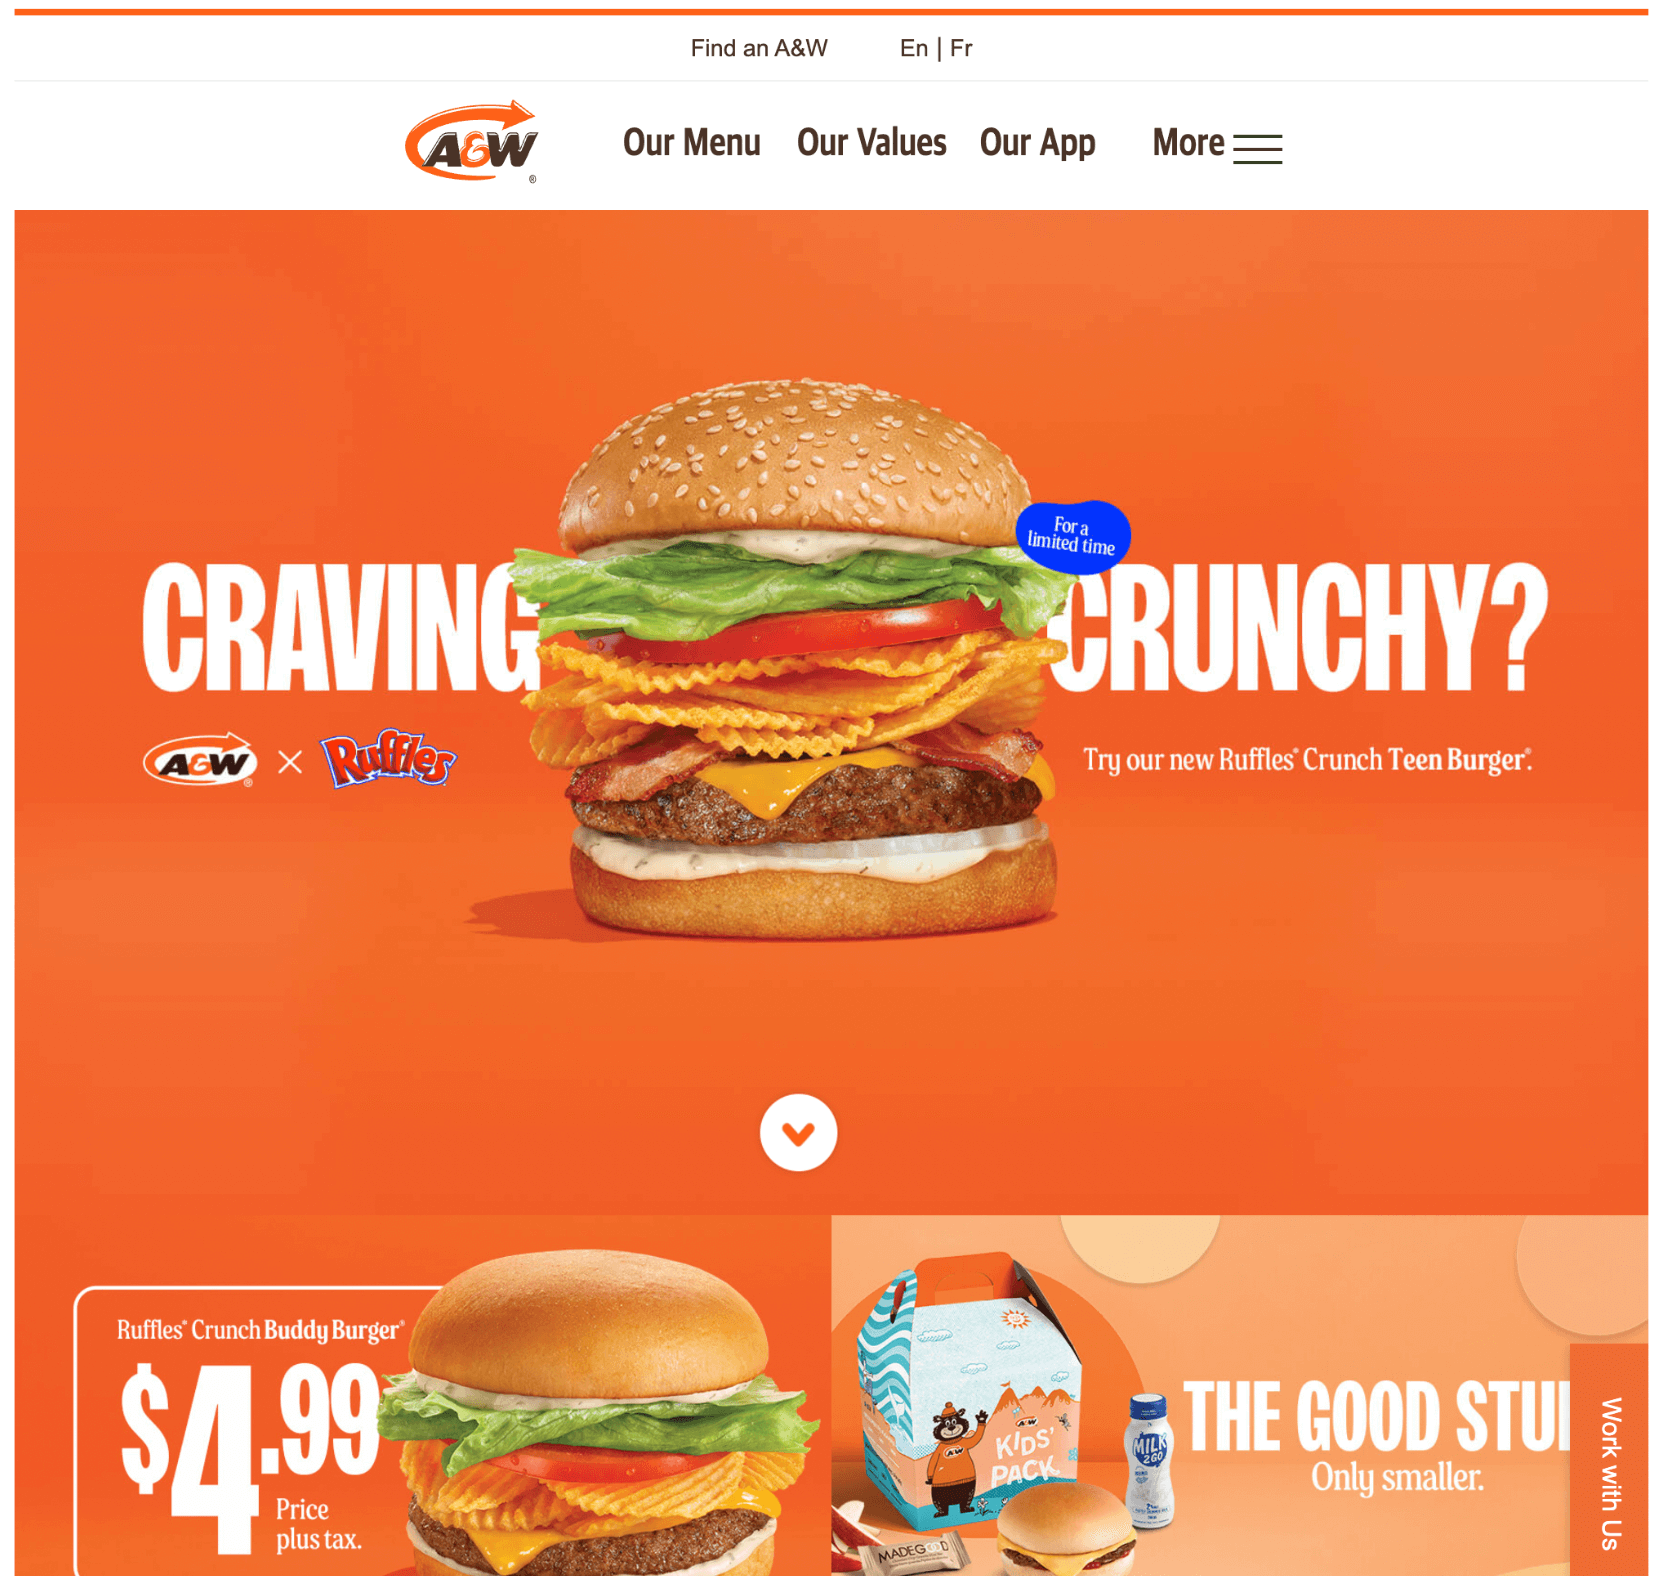 Find an A&W
En | Fr
A&W®
Our Menu
Our Values
Our App
More
For a
limited time
CRAVING
CRUNCHY?
A&W® × Ruffles
Try our new Ruffles® Crunch Teen Burger®.
Ruffles® Crunch Buddy Burger®
$4.99
Price
plus tax.
A&W
A&W
KIDS'
PACK
MILK
2GO
MADEGOOD
THE GOOD STU
Only smaller.
Work with Us